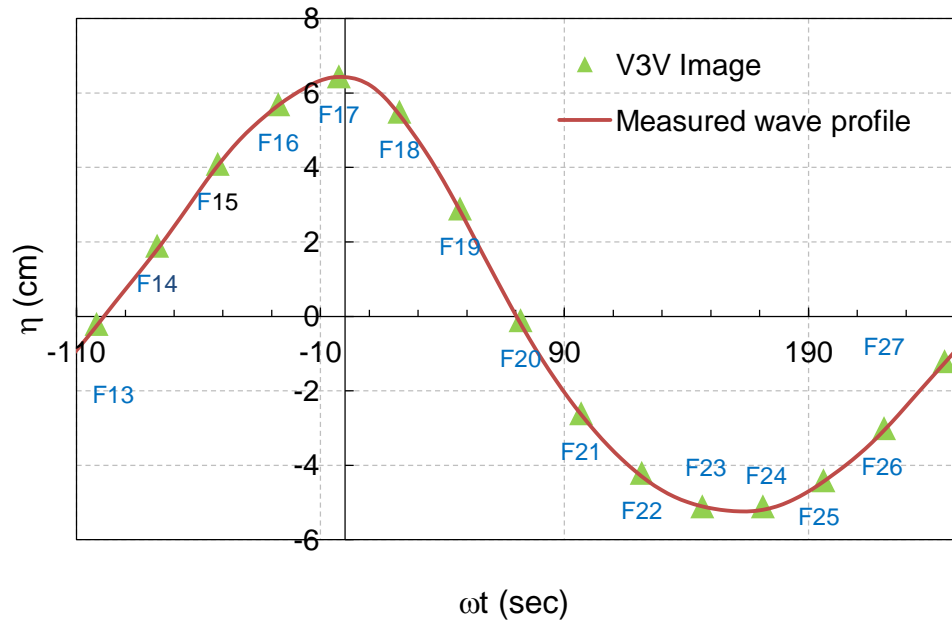 8
6
4
2
0
-2
-4
-6
-110
-10
90
190
η (cm)
ωt (sec)
V3V Image
Measured wave profile
F13
F14
F15
F16
F17
F18
F19
F20
F21
F22
F23
F24
F25
F26
F27